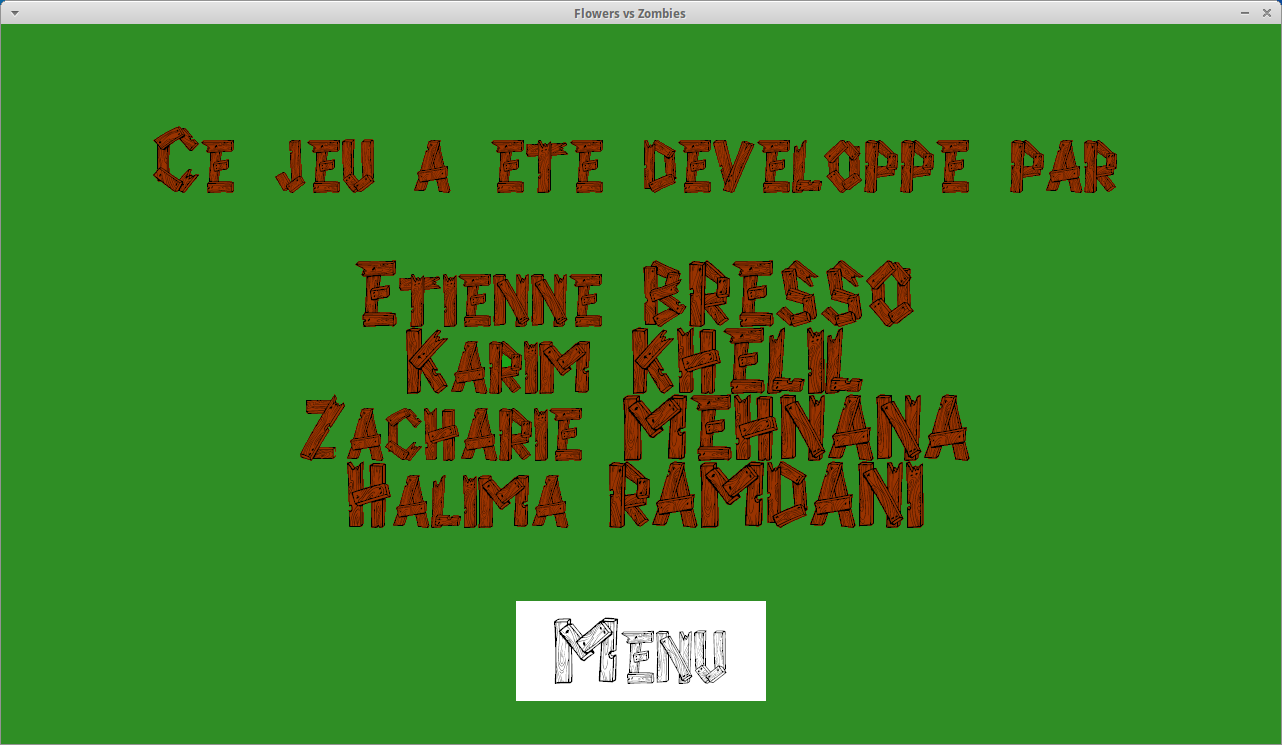 Flowers vs Zombies
Ce jeu a ete developpe par
Etienne BRESSO
Karim KHELIL
Zacharie MEHNANA
Halima RAMDANI
Menu